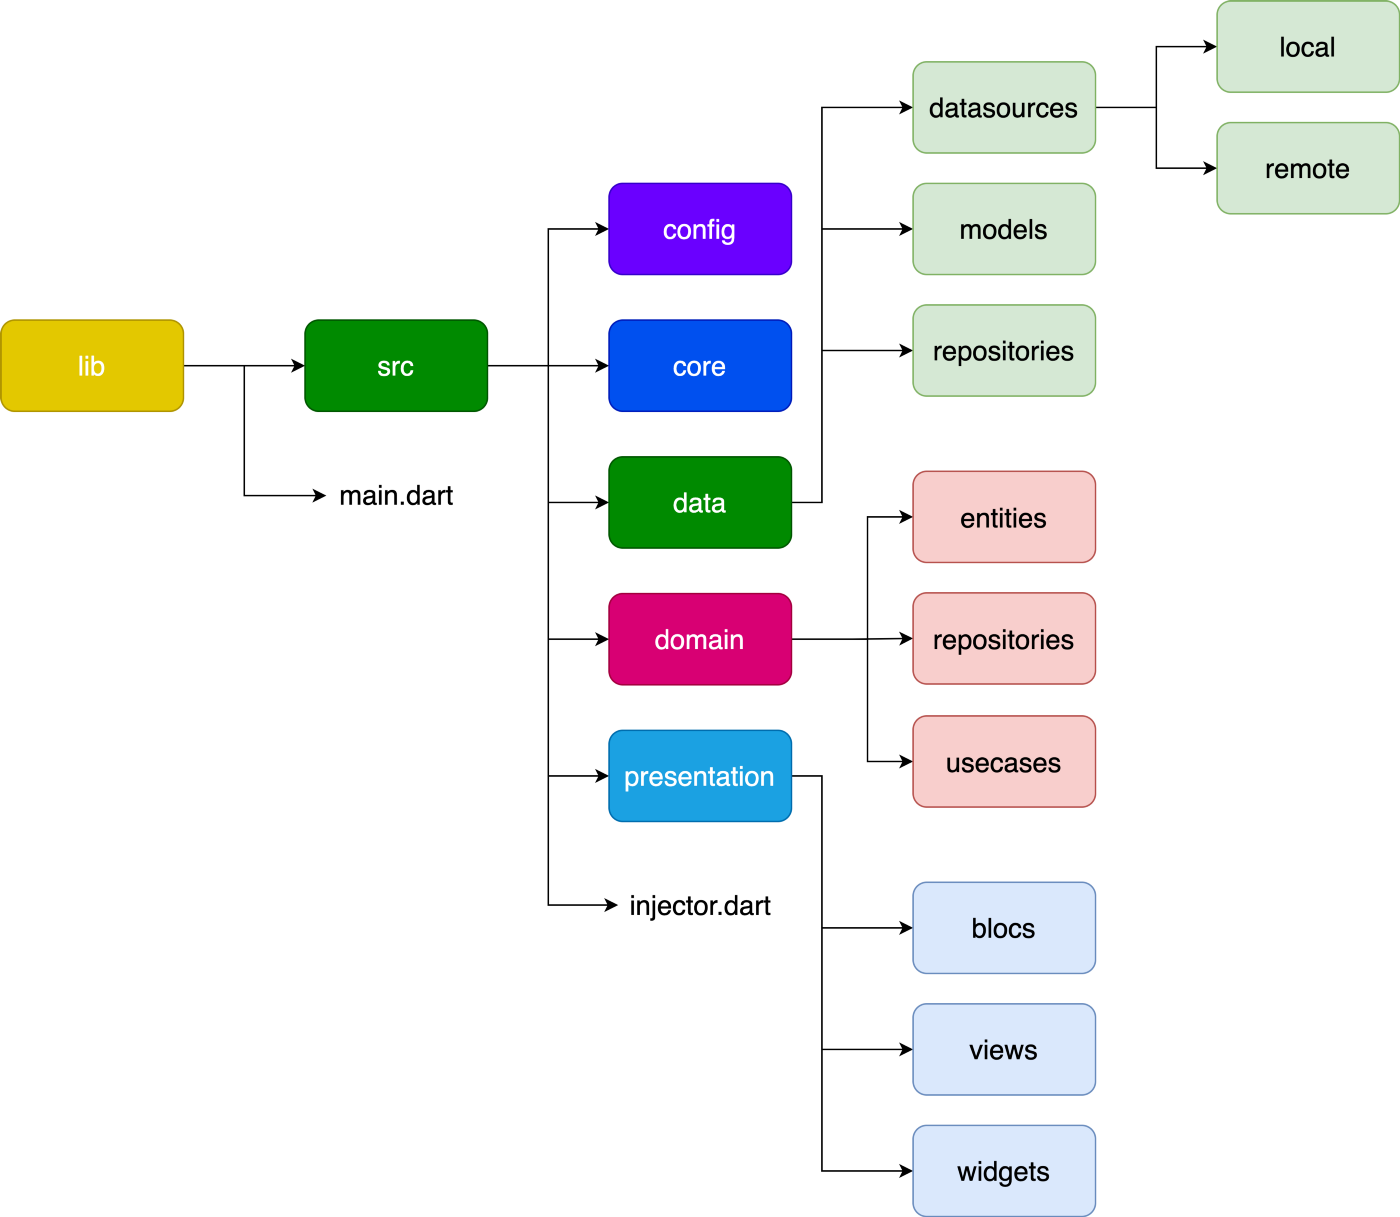 lib
src
main.dart
config
core
data
domain
presentation
injector.dart
datasources
models
repositories
local
remote
entities
repositories
usecases
blocs
views
widgets